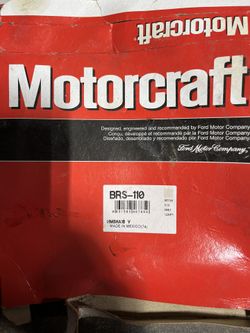 Motorcraft
Motorcraft
Designed, engineered and recommended by Ford Motor Company
Conçu, développé et recommandé par Ford Motor Company
Diseñado, desarrollado y recomendado por Ford Motor Company
Ford Motor Company,
BRS-110
MADE IN MEXICO